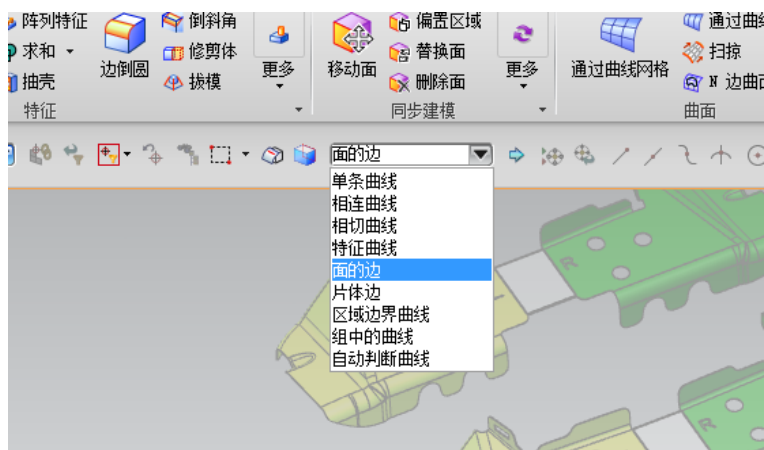 阵列特征
倒斜角
偏置区域
通过曲
求和
修剪体
替换面
扫掠
边倒圆
更多
移动面
更多
通过曲线网格
抽壳
拔模
删除面
N 边曲
特征
同步建模
曲面
面的边
单条曲线
相连曲线
相切曲线
特征曲线
面的边
片体边
区域边界曲线
组中的曲线
自动判断曲线
R
R